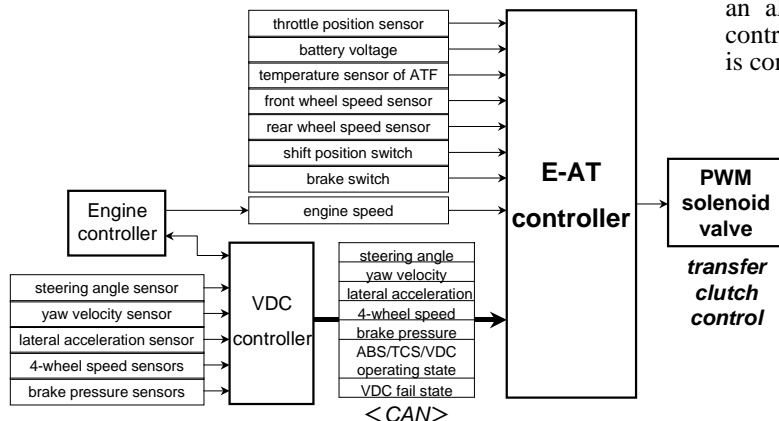 throttle position sensor
battery voltage
temperature sensor of ATF
front wheel speed sensor
rear wheel speed sensor
shift position switch
brake switch
engine speed
Engine
controller
steering angle sensor
yaw velocity sensor
lateral acceleration sensor
4-wheel speed sensors
brake pressure sensors
VDC
controller
steering angle
yaw velocity
lateral acceleration
4-wheel speed
brake pressure
ABS/TCS/VDC
operating state
VDC fail state
<CAN>
E-AT
controller
PWM
solenoid
valve
transfer
clutch
control
an al
contr
is con